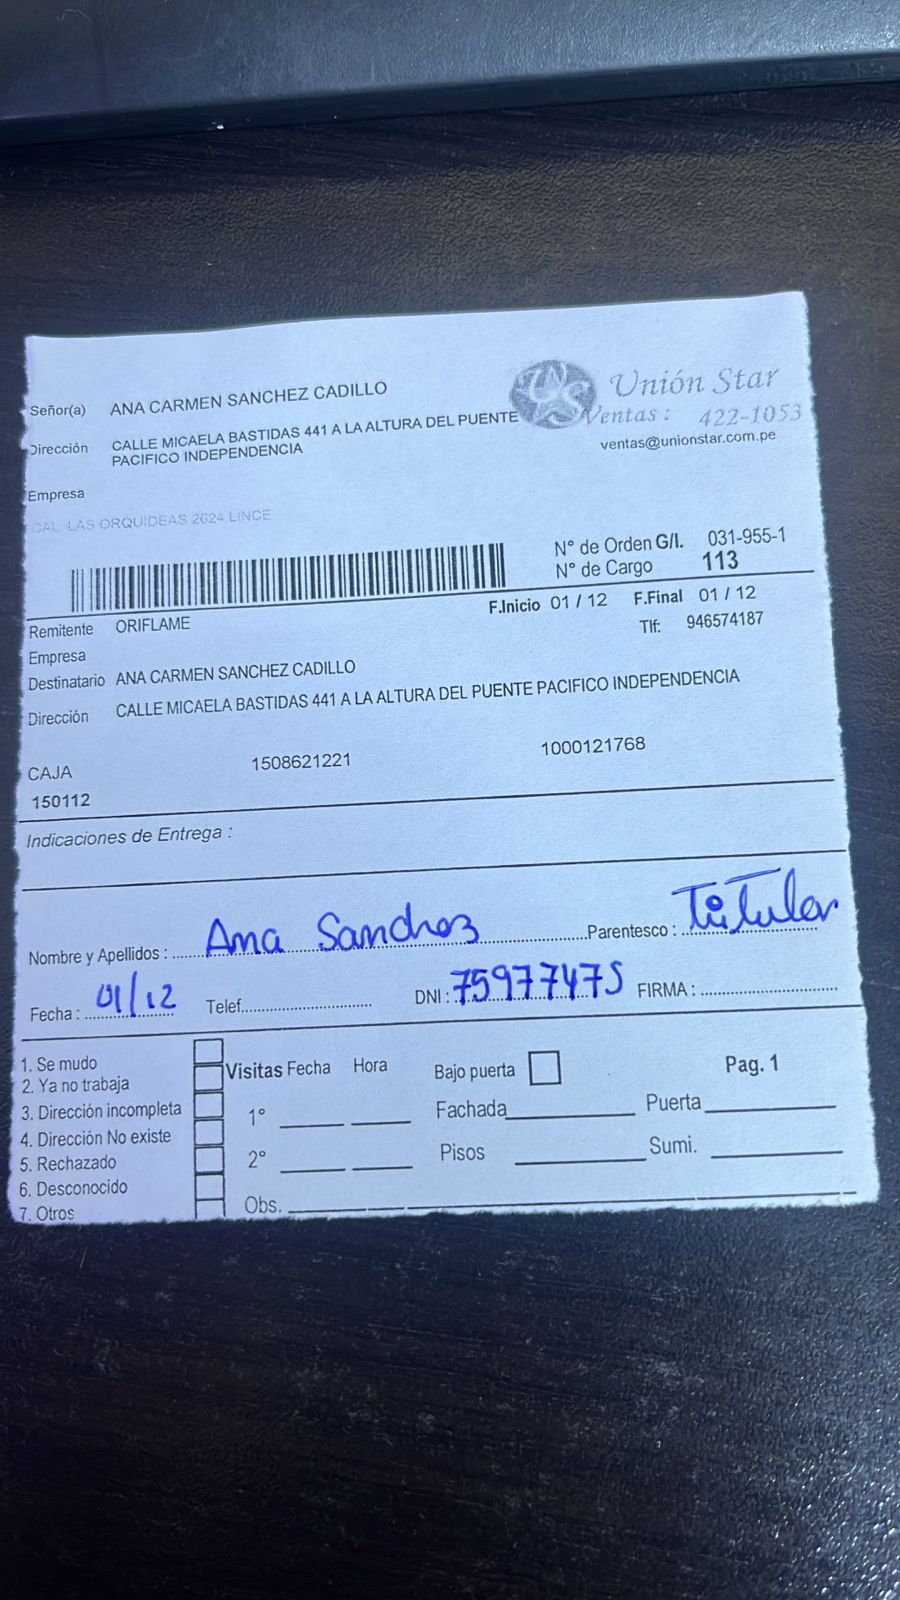 Señor(a) ANA CARMEN SANCHEZ CADILLO
Unión Star
Ventas : 422-1053
ventas@unionstar.com.pe
Dirección CALLE MICAELA BASTIDAS 441 A LA ALTURA DEL PUENTE
PACIFICO INDEPENDENCIA
Empresa
CAL. LAS ORQUIDEAS 2624 LINCE
N° de Orden G/I. 031-955-1
N° de Cargo 113
F.Inicio 01 / 12 F.Final 01 / 12
Remitente ORIFLAME
Tlf: 946574187
Empresa
Destinatario ANA CARMEN SANCHEZ CADILLO
Dirección CALLE MICAELA BASTIDAS 441 A LA ALTURA DEL PUENTE PACIFICO INDEPENDENCIA
CAJA 1508621221 1000121768
150112
Indicaciones de Entrega :
Nombre y Apellidos : Ana Sanchez Parentesco : Titular
Fecha : 01/12 Telef. DNI : 75977475 FIRMA :
1. Se mudo
2. Ya no trabaja
3. Dirección incompleta
4. Dirección No existe
5. Rechazado
6. Desconocido
7. Otros
Visitas Fecha Hora Bajo puerta Pag. 1
1° Fachada Puerta
2° Pisos Sumi.
Obs.